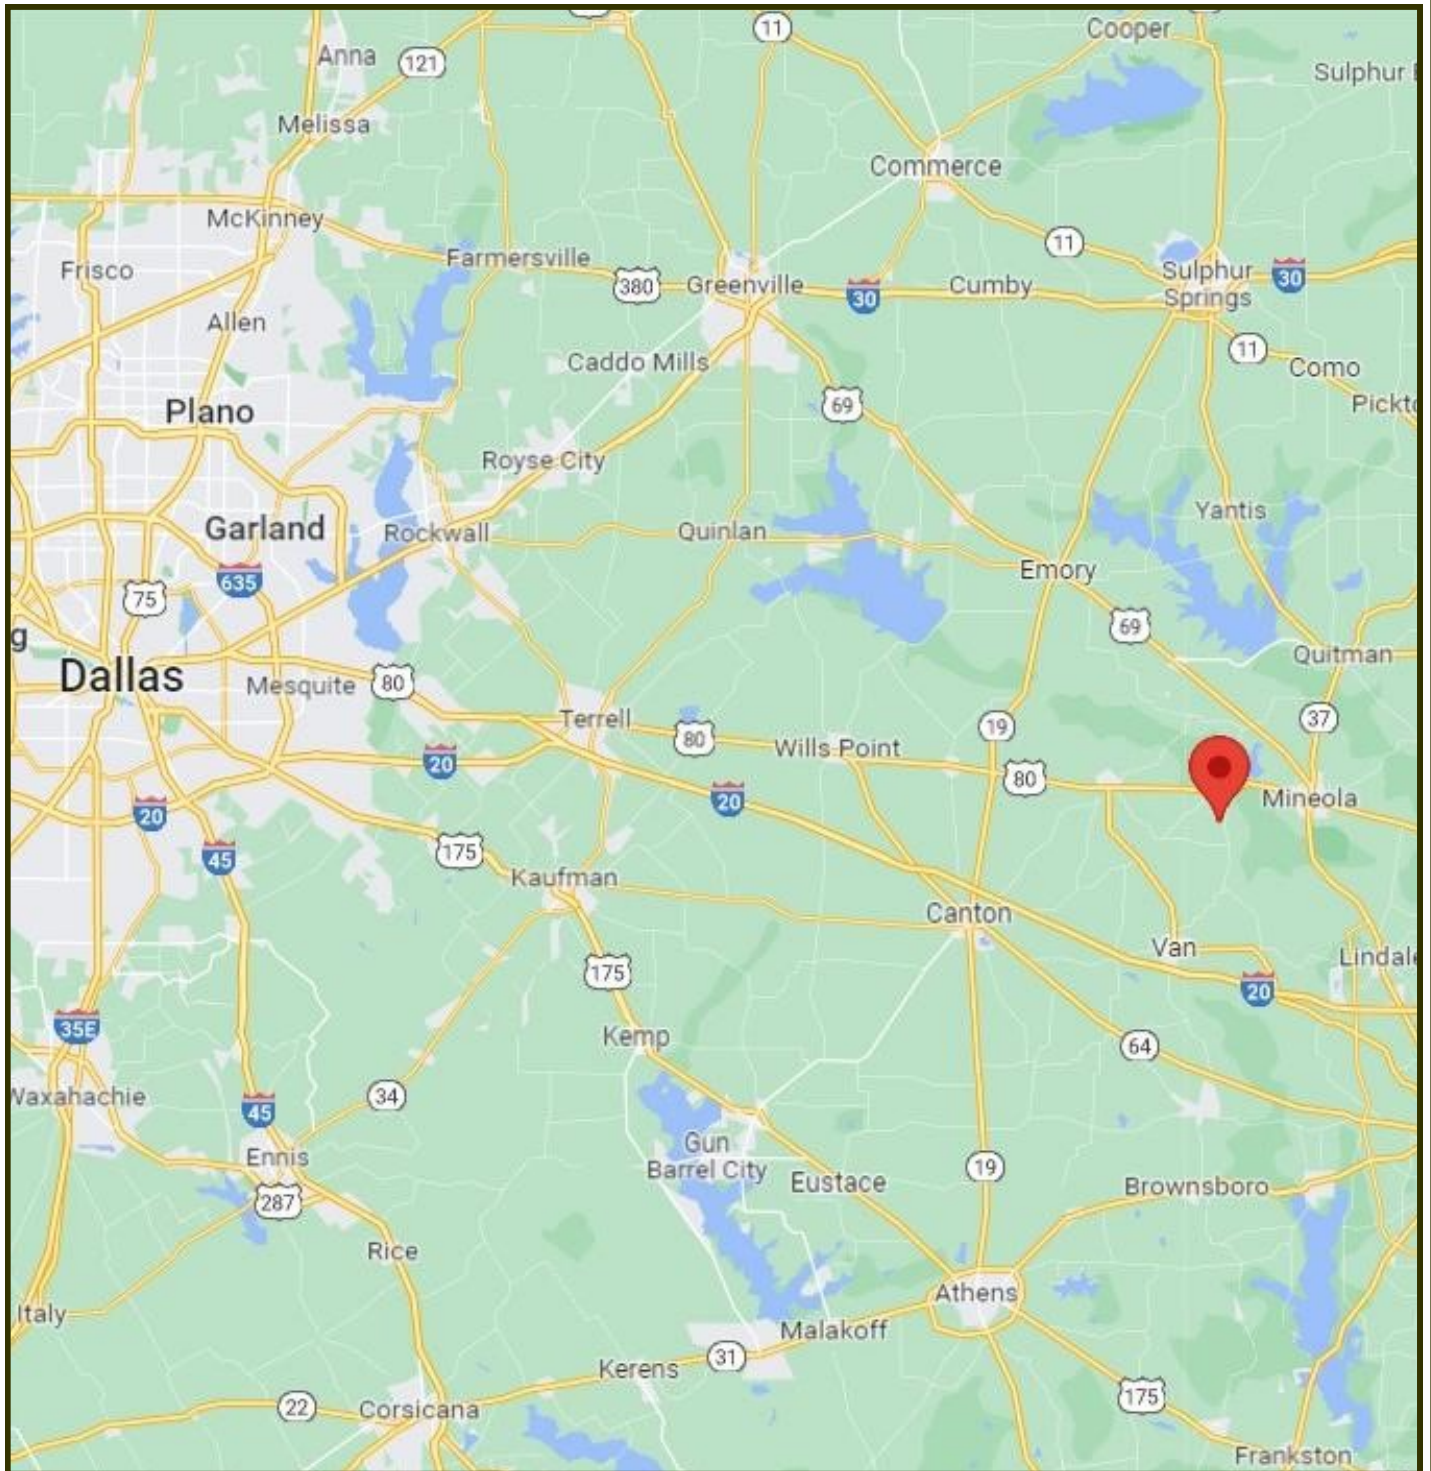 Cooper
11
Anna
121
Sulphur
Melissa
Commerce
McKinney
11
Farmersville
Frisco
380
Greenville
30
Cumby
Sulphur
Springs
30
Allen
11
Caddo Mills
Como
69
Plano
Royse City
Yantis
Garland
Rockwall
Quinlan
635
Emory
75
69
g
Quitman
Dallas
Mesquite
80
Terrell
80
Wills Point
19
37
20
80
20
Mineola
20
45
175
Kaufman
Canton
Van
Lindale
175
20
35E
Kemp
64
Waxahachie
34
45
Gun
Barrel City
Ennis
Eustace
19
Brownsboro
287
Rice
Athens
Italy
Malakoff
Kerens
31
22
Corsicana
175
Frankston